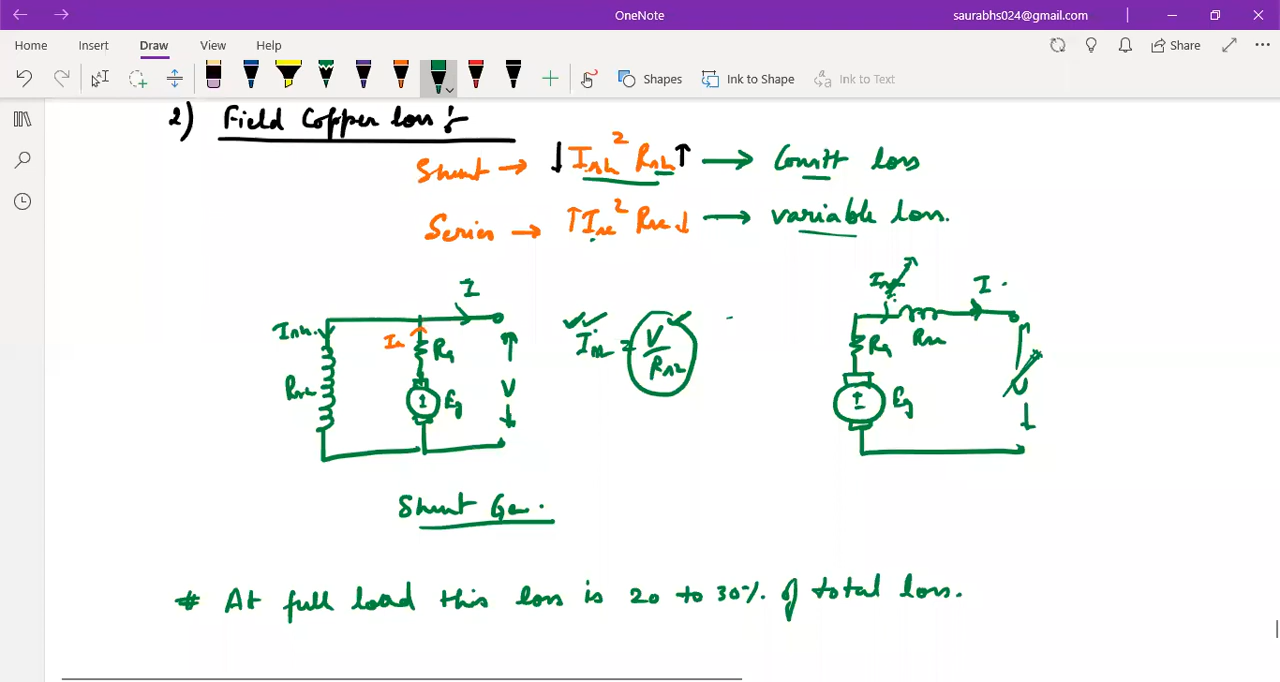 OneNote
saurabhs024@gmail.com
Home Insert Draw View Help
Share
Shapes
Ink to Shape
Ink to Text
2) Field Copper loss :-
Shunt → ↓ Ish² Rsh ↑ → Constt loss
Series → ↑ Ise² Rse ↓ → variable loss.
I
Ish
Ia
Ra
Rsh
Eg
V
Ish = V/Rsh
Ise
I
Ra
Rse
Eg
V
Shunt Gen.
# At full load this loss is 20 to 30% of total loss.